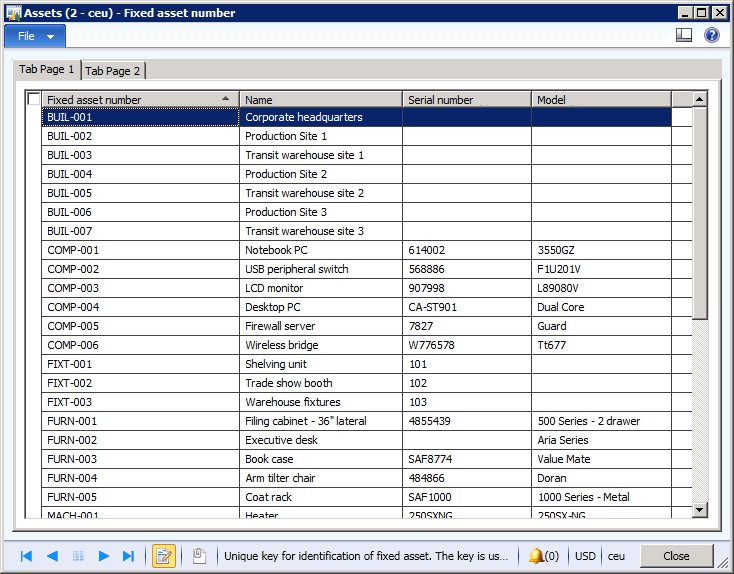 Assets (2 - ceu) - Fixed asset number
File
?
Tab Page 1 Tab Page 2
Fixed asset number Name Serial number Model
BUIL-001 Corporate headquarters
BUIL-002 Production Site 1
BUIL-003 Transit warehouse site 1
BUIL-004 Production Site 2
BUIL-005 Transit warehouse site 2
BUIL-006 Production Site 3
BUIL-007 Transit warehouse site 3
COMP-001 Notebook PC 614002 3550GZ
COMP-002 USB peripheral switch 568886 F1U201V
COMP-003 LCD monitor 907998 L89080V
COMP-004 Desktop PC CA-ST901 Dual Core
COMP-005 Firewall server 7827 Guard
COMP-006 Wireless bridge W776578 Tt677
FIXT-001 Shelving unit 101
FIXT-002 Trade show booth 102
FIXT-003 Warehouse fixtures 103
FURN-001 Filing cabinet - 36" lateral 4855439 500 Series - 2 drawer
FURN-002 Executive desk Aria Series
FURN-003 Book case SAF8774 Value Mate
FURN-004 Arm tilter chair 484866 Doran
FURN-005 Coat rack SAF1000 1000 Series - Metal
MACH-001 Heater 250SXNG 250SX-NG
Unique key for identification of fixed asset. The key is us... (0) USD ceu Close